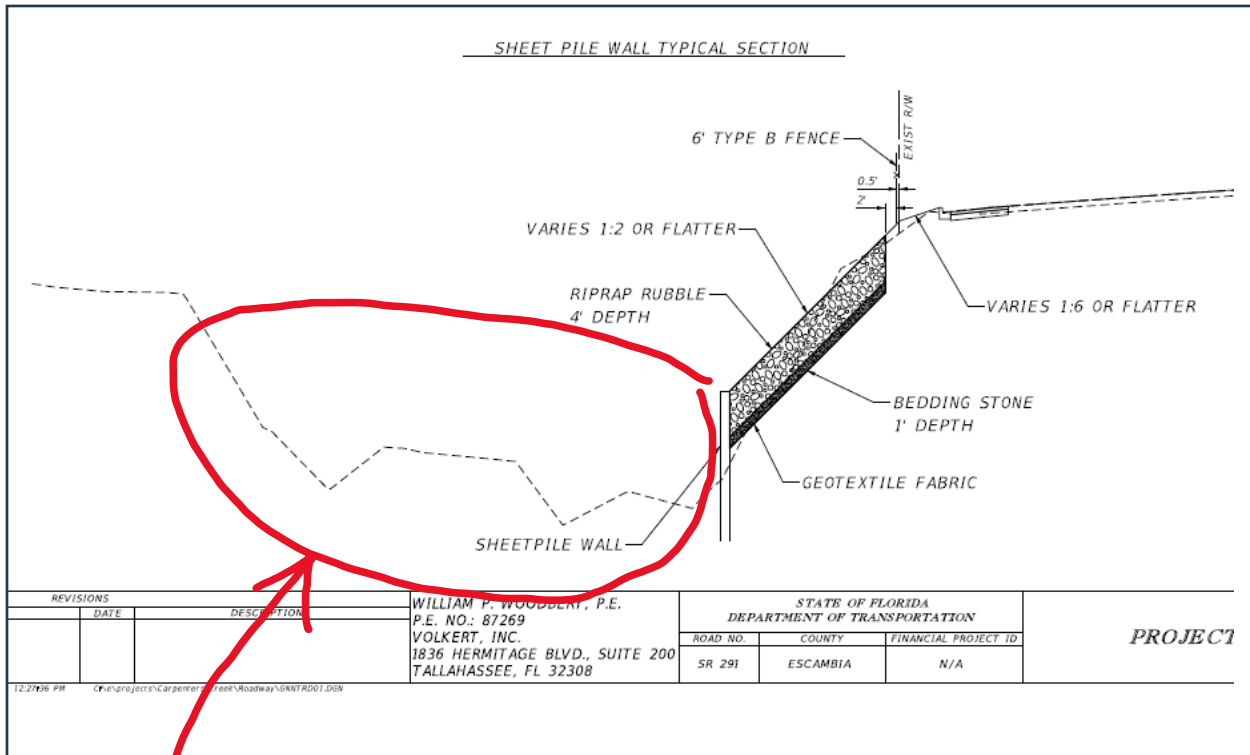 SHEET PILE WALL TYPICAL SECTION
EXIST R/W
6' TYPE B FENCE
0.5'
2'
VARIES 1:2 OR FLATTER
RIPRAP RUBBLE
4' DEPTH
VARIES 1:6 OR FLATTER
BEDDING STONE
1' DEPTH
GEOTEXTILE FABRIC
SHEETPILE WALL
REVISIONS
DATE DESCRIPTION
WILLIAM P. WOODBERY, P.E.
P.E. NO.: 87269
VOLKERT, INC.
1836 HERMITAGE BLVD., SUITE 200
TALLAHASSEE, FL 32308
STATE OF FLORIDA
DEPARTMENT OF TRANSPORTATION
ROAD NO. COUNTY FINANCIAL PROJECT ID
SR 291 ESCAMBIA N/A
PROJECT
PM